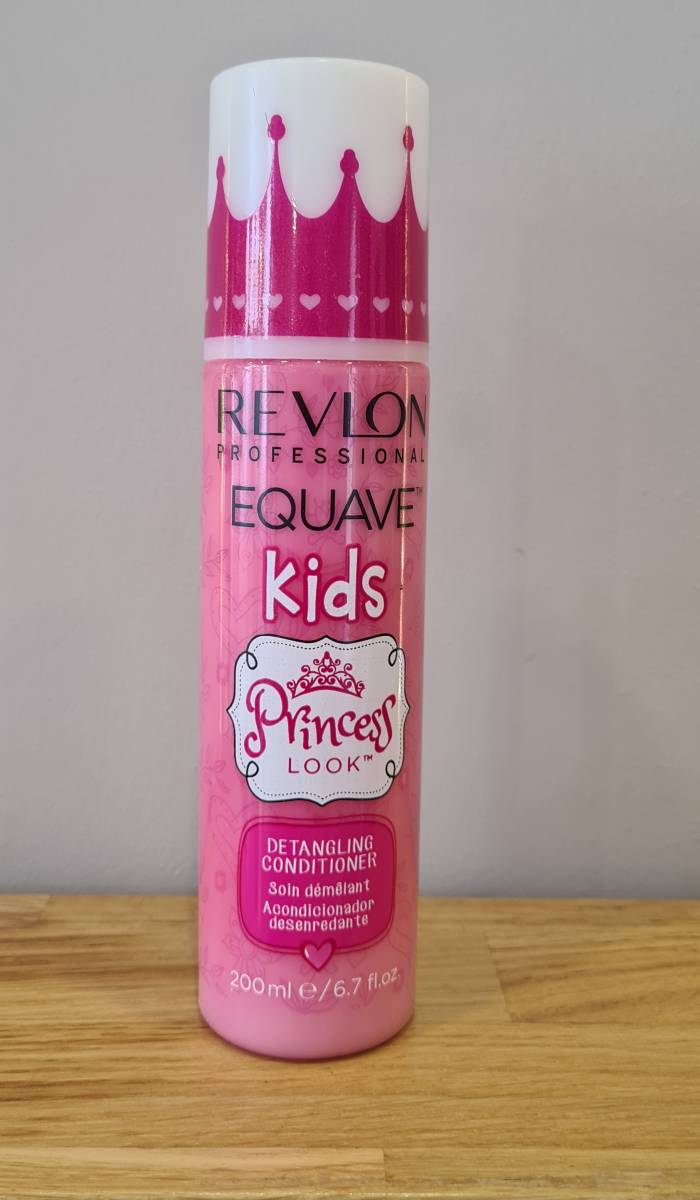 REVLON
PROFESSIONAL
EQUAVE™
Kids
Princess
LOOK™
DETANGLING
CONDITIONER
Soin démêlant
Acondicionador
desenredante
200ml ℮/6.7 fl.oz.